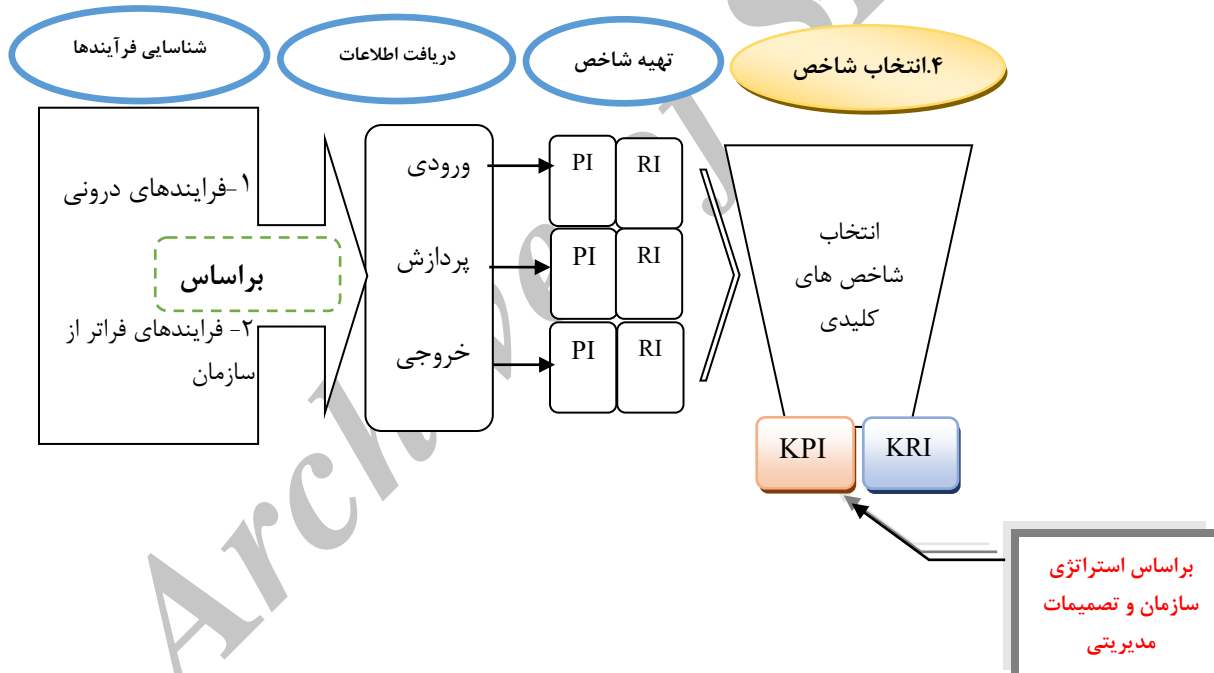 شناسایی فرآیندها
دریافت اطلاعات
تهیه شاخص
۴.انتخاب شاخص
۱-فرایندهای درونی
براساس
۲- فرایندهای فراتر از
سازمان
ورودی
پردازش
خروجی
PI RI
PI RI
PI RI
انتخاب
شاخص های
کلیدی
KPI KRI
براساس استراتژی
سازمان و تصمیمات
مدیریتی